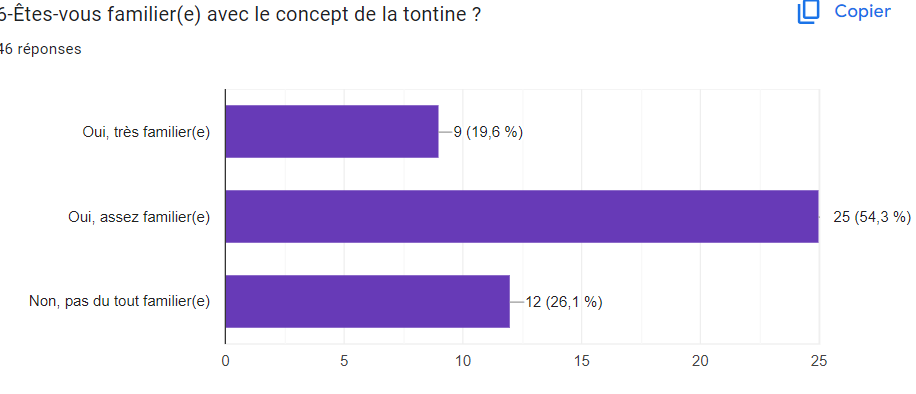 6-Êtes-vous familier(e) avec le concept de la tontine ?
Copier
46 réponses
Oui, très familier(e)
9 (19,6 %)
Oui, assez familier(e)
25 (54,3 %)
Non, pas du tout familier(e)
12 (26,1 %)
0 5 10 15 20 25